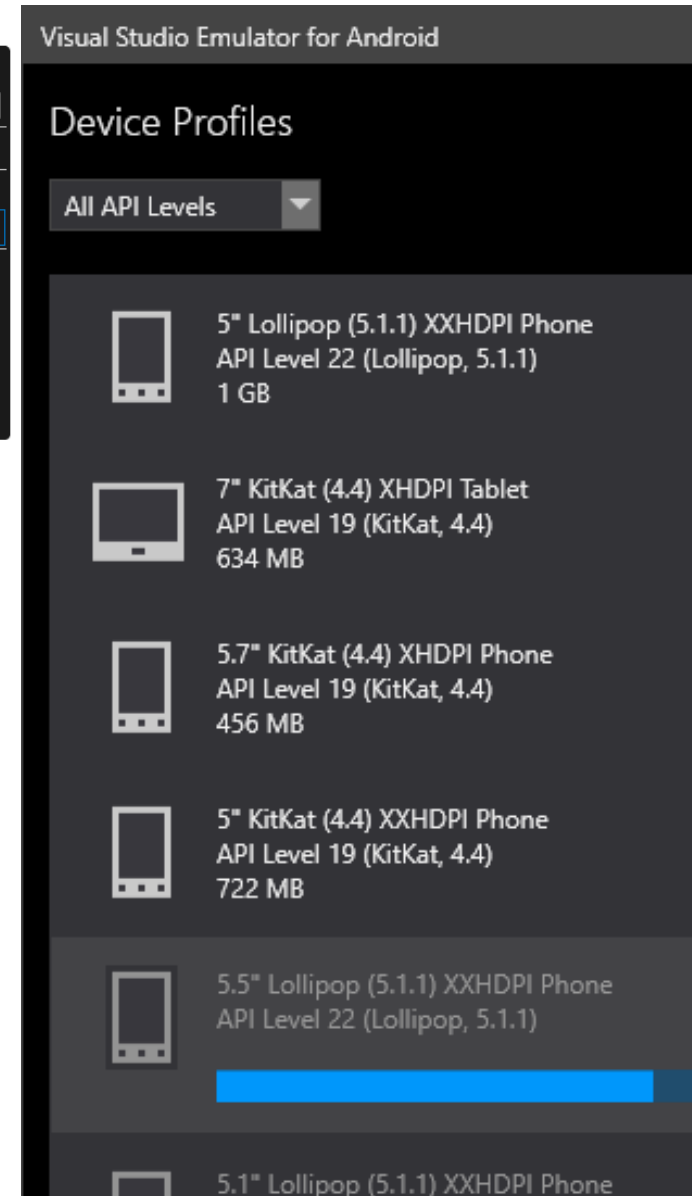 Visual Studio Emulator for Android
Device Profiles
All API Levels
5" Lollipop (5.1.1) XXHDPI Phone
API Level 22 (Lollipop, 5.1.1)
1 GB
7" KitKat (4.4) XHDPI Tablet
API Level 19 (KitKat, 4.4)
634 MB
5.7" KitKat (4.4) XHDPI Phone
API Level 19 (KitKat, 4.4)
456 MB
5" KitKat (4.4) XXHDPI Phone
API Level 19 (KitKat, 4.4)
722 MB
5.5" Lollipop (5.1.1) XXHDPI Phone
API Level 22 (Lollipop, 5.1.1)
5.1" Lollipop (5.1.1) XXHDPI Phone